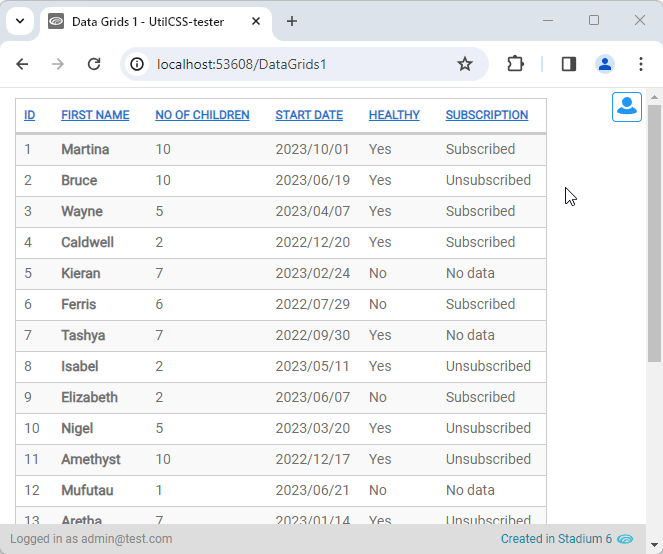 Data Grids 1 - UtilCSS-tester
localhost:53608/DataGrids1
ID FIRST NAME NO OF CHILDREN START DATE HEALTHY SUBSCRIPTION
1 Martina 10 2023/10/01 Yes Subscribed
2 Bruce 10 2023/06/19 Yes Unsubscribed
3 Wayne 5 2023/04/07 Yes Subscribed
4 Caldwell 2 2022/12/20 Yes Subscribed
5 Kieran 7 2023/02/24 No No data
6 Ferris 6 2022/07/29 No Subscribed
7 Tashya 7 2022/09/30 Yes No data
8 Isabel 2 2023/05/11 Yes Unsubscribed
9 Elizabeth 2 2023/06/07 No Subscribed
10 Nigel 5 2023/03/20 Yes Unsubscribed
11 Amethyst 10 2022/12/17 Yes Unsubscribed
12 Mufutau 1 2023/06/21 No No data
13 Aretha 7 2023/01/14 Yes Unsubscribed
Logged in as admin@test.com Created in Stadium 6